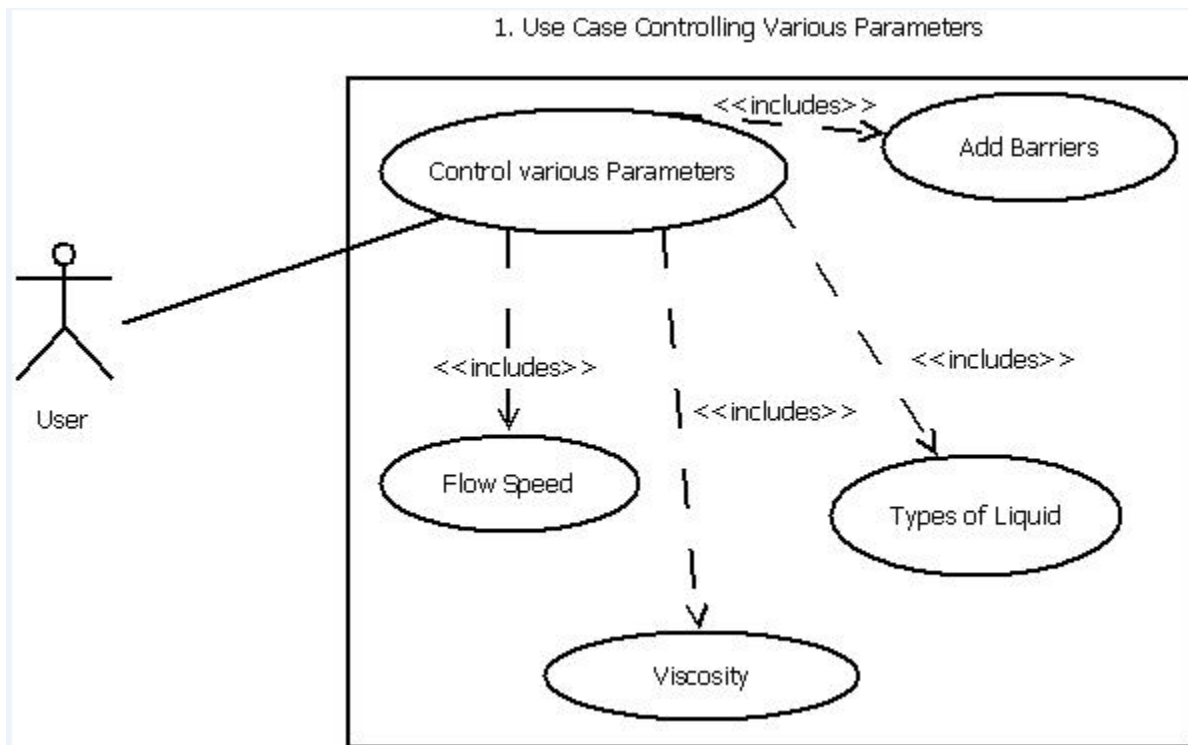 1. Use Case Controlling Various Parameters
<<includes>>
Add Barriers
Control various Parameters
<<includes>>
<<includes>>
<<includes>>
User
Flow Speed
Types of Liquid
Viscosity